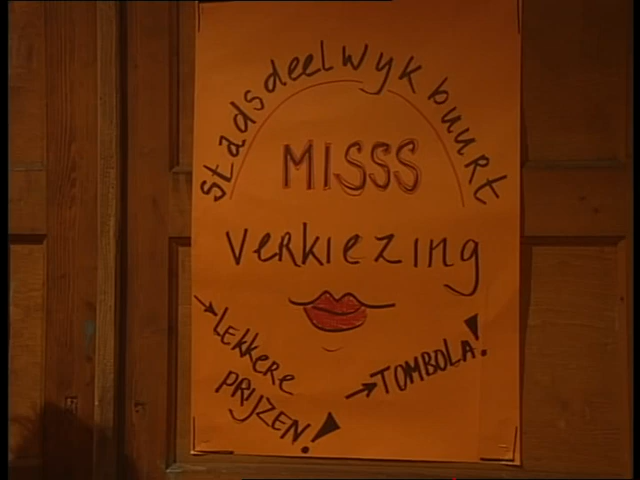 stadsdeelwykbuurt
MISSS
VERKIEZING
→ LEKKERE
PRIJZEN!
→ TOMBOLA!